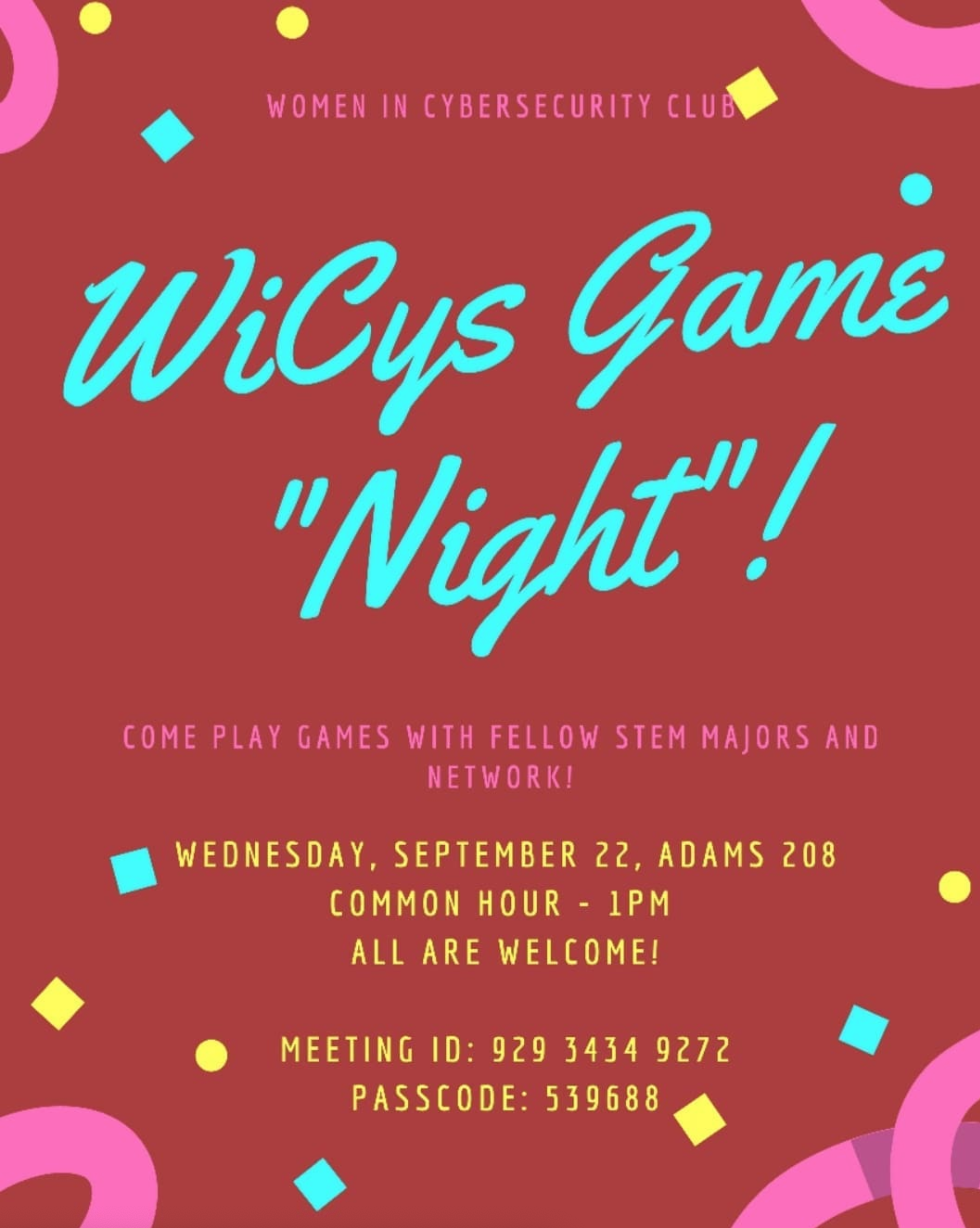 WOMEN IN CYBERSECURITY CLUB
WiCys Game
"Night"!
COME PLAY GAMES WITH FELLOW STEM MAJORS AND
NETWORK!
WEDNESDAY, SEPTEMBER 22, ADAMS 208
COMMON HOUR - 1PM
ALL ARE WELCOME!
MEETING ID: 929 3434 9272
PASSCODE: 539688